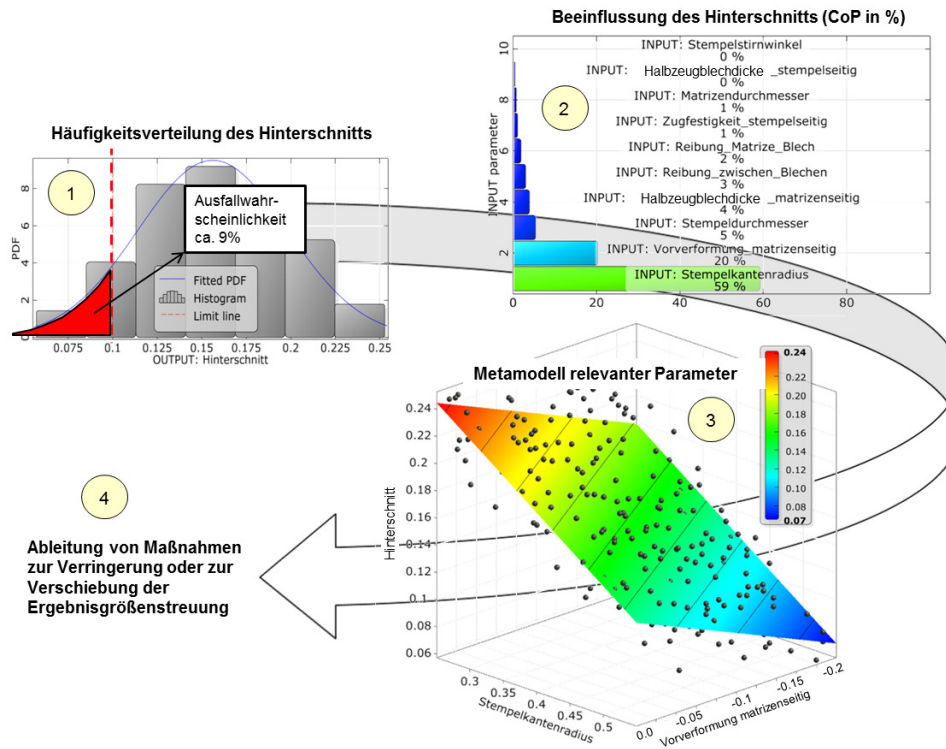 Beeinflussung des Hinterschnitts (CoP in %)
10
8
6
4
2
INPUT parameter
INPUT: Stempelstirnwinkel
0 %
INPUT: Halbzeugblechdicke _stempelseitig
0 %
INPUT: Matrizendurchmesser
1 %
INPUT: Zugfestigkeit_stempelseitig
1 %
INPUT: Reibung_Matrize_Blech
2 %
INPUT: Reibung_zwischen_Blechen
3 %
INPUT: Halbzeugblechdicke _matrizenseitig
4 %
INPUT: Stempeldurchmesser
5 %
INPUT: Vorverformung_matrizenseitig
20 %
INPUT: Stempelkantenradius
59 %
0 20 40 60 80
2
Häufigkeitsverteilung des Hinterschnitts
1
8
6
4
2
0
PDF
Ausfallwahr-
scheinlichkeit
ca. 9%
Fitted PDF
Histogram
Limit line
0.075 0.1 0.125 0.15 0.175 0.2 0.225 0.25
OUTPUT: Hinterschnitt
Metamodell relevanter Parameter
3
0.24
0.22
0.20
0.18
0.16
0.14
0.12
0.10
0.08
0.07
0.24
0.22
0.2
0.18
0.16
0.14
0.12
0.1
0.08
0.06
Hinterschnitt
0.3 0.35 0.4 0.45 0.5
Stempelkantenradius
0.0 -0.05 -0.1 -0.15 -0.2
Vorverformung matrizenseitig
4
Ableitung von Maßnahmen
zur Verringerung oder zur
Verschiebung der
Ergebnisgrößenstreuung